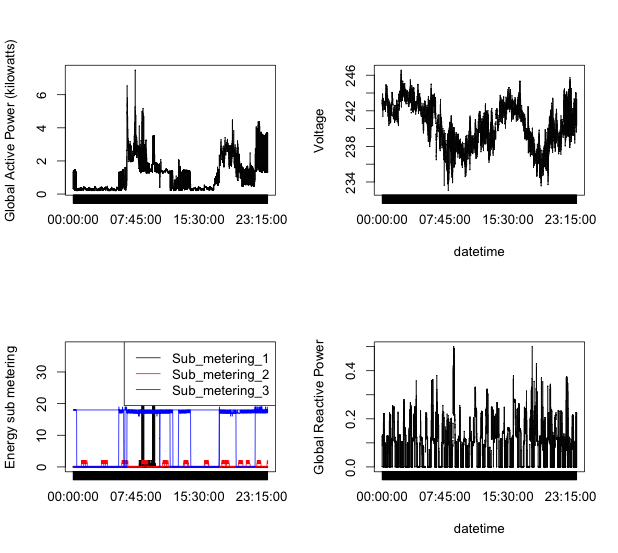 Global Active Power (kilowatts)
0 2 4 6
00:00:00 07:45:00 15:30:00 23:15:00
Voltage
234 238 242 246
00:00:00 07:45:00 15:30:00 23:15:00
datetime
Energy sub metering
0 10 20 30
Sub_metering_1
Sub_metering_2
Sub_metering_3
00:00:00 07:45:00 15:30:00 23:15:00
Global Reactive Power
0.0 0.2 0.4
00:00:00 07:45:00 15:30:00 23:15:00
datetime